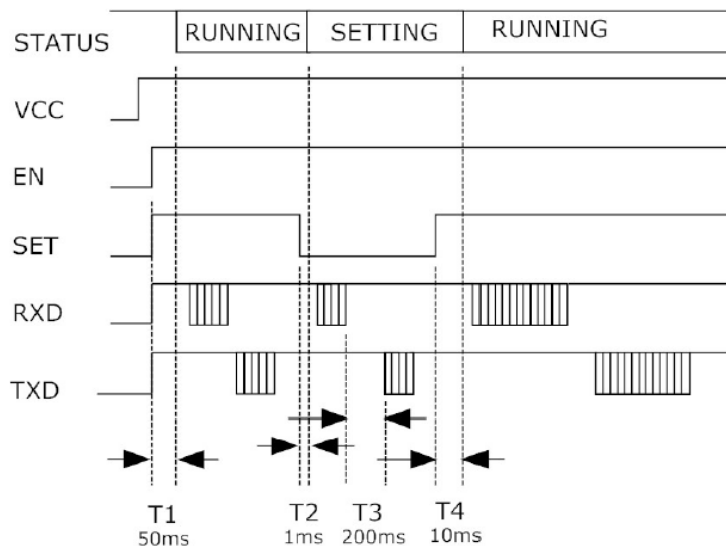 STATUS RUNNING SETTING RUNNING
VCC
EN
SET
RXD
TXD
T1 T2 T3 T4
50ms 1ms 200ms 10ms